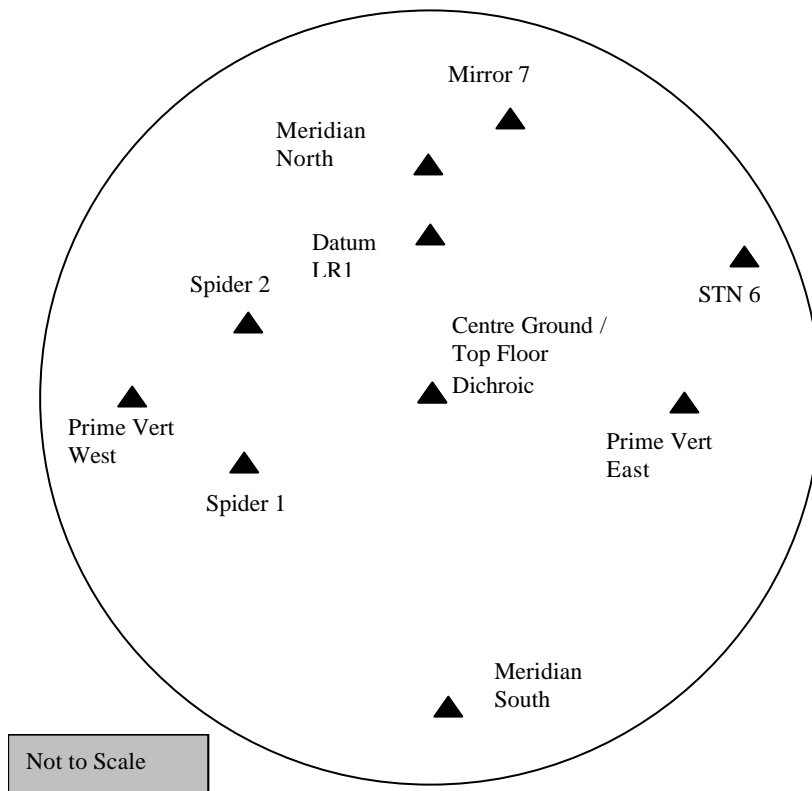 Mirror 7
Meridian
North
Datum
LR1
Spider 2
STN 6
Centre Ground /
Top Floor
Dichroic
Prime Vert
West
Prime Vert
East
Spider 1
Meridian
South
Not to Scale